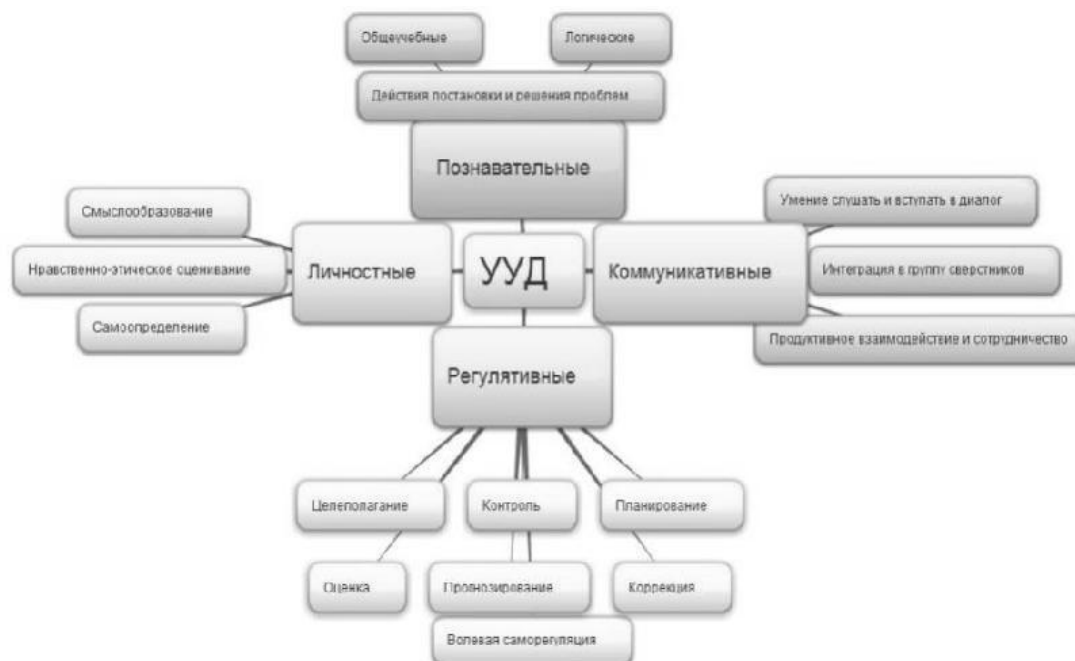 Общеучебные
Логические
Действия постановки и решения проблем
Познавательные
Смыслообразование
Нравственно-этическое оценивание
Самоопределение
Личностные
УУД
Коммуникативные
Умение слушать и вступать в диалог
Интеграция в группу сверстников
Продуктивное взаимодействие и сотрудничество
Регулятивные
Целеполагание
Контроль
Планирование
Оценка
Прогнозирование
Коррекция
Волевая саморегуляция